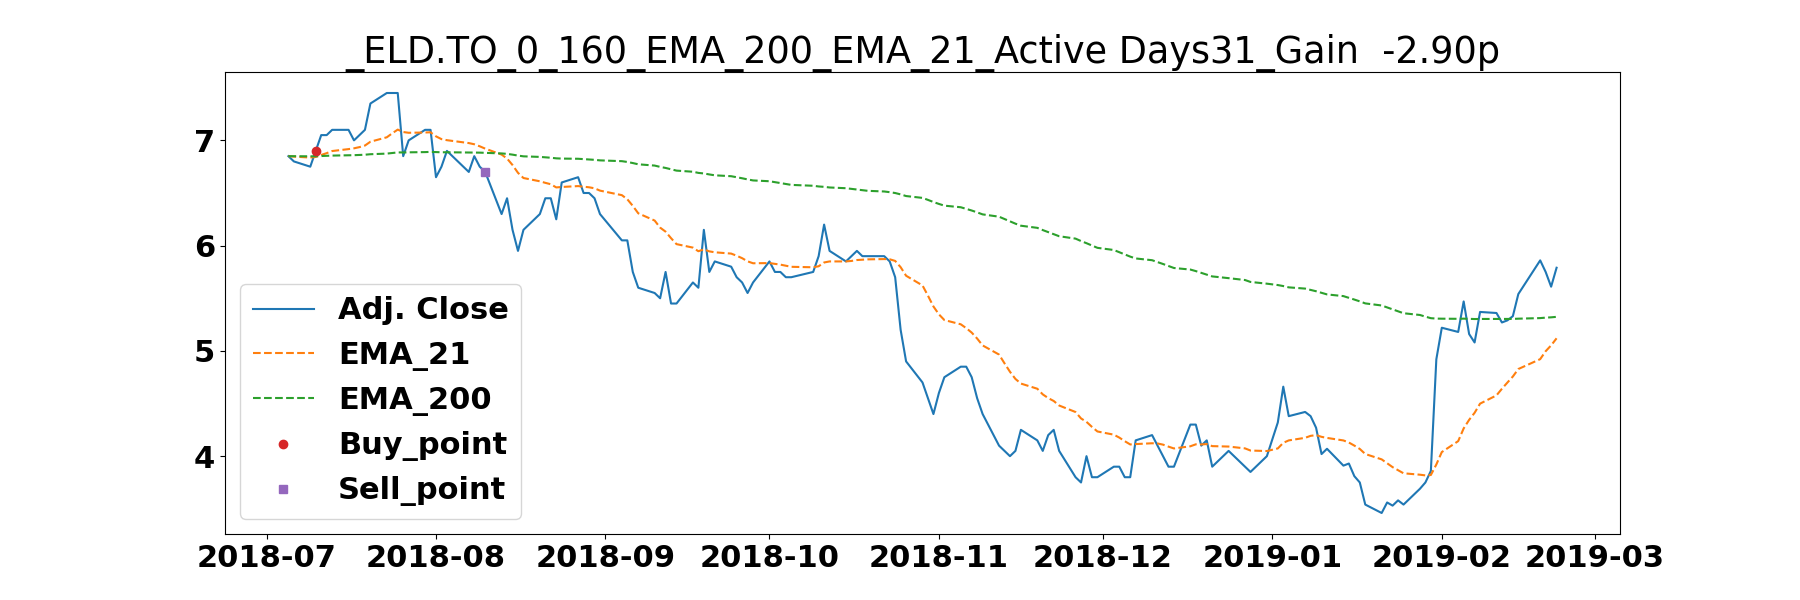 _ELD.TO_0_160_EMA_200_EMA_21_Active Days31_Gain  -2.90p
7
6
5
4
Adj. Close
EMA_21
EMA_200
Buy_point
Sell_point
2018-07 2018-08 2018-09 2018-10 2018-11 2018-12 2019-01 2019-02 2019-03